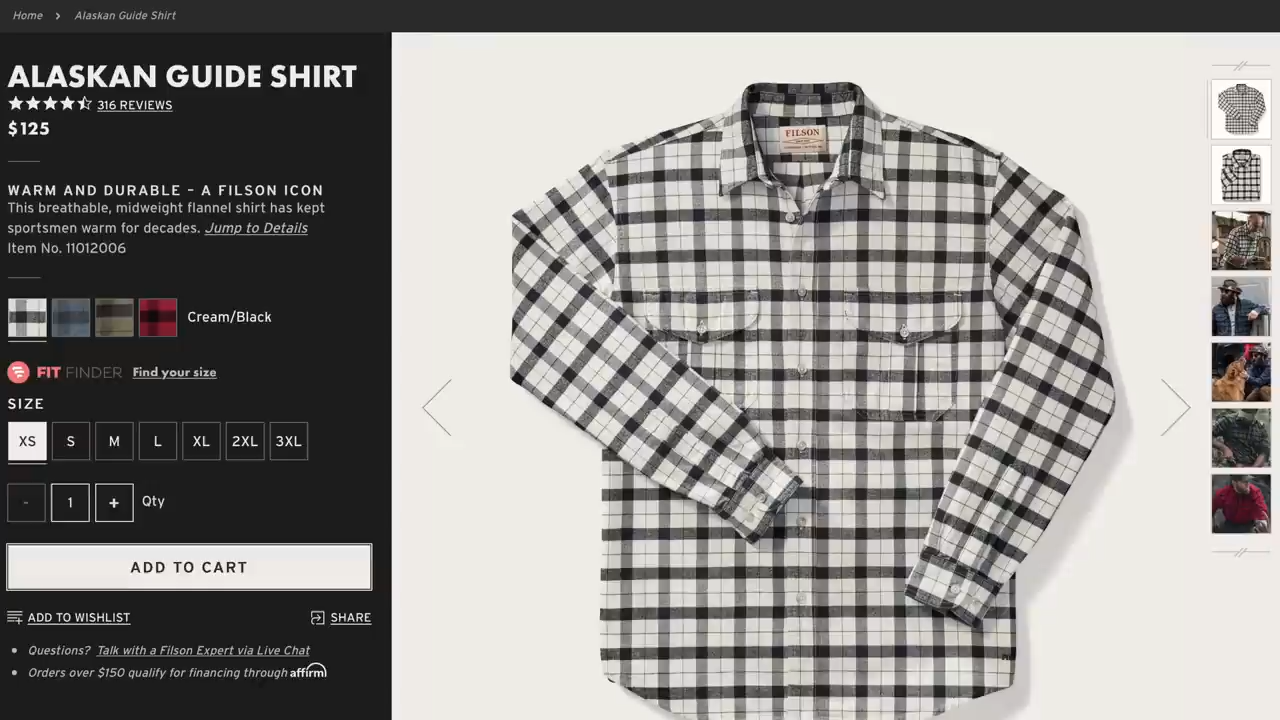 Home > Alaskan Guide Shirt
ALASKAN GUIDE SHIRT
316 REVIEWS
$125
WARM AND DURABLE – A FILSON ICON
This breathable, midweight flannel shirt has kept
sportsmen warm for decades. Jump to Details
Item No. 11012006
Cream/Black
FIT FINDER Find your size
SIZE
XS S M L XL 2XL 3XL
- 1 + Qty
ADD TO CART
ADD TO WISHLIST SHARE
• Questions? Talk with a Filson Expert via Live Chat
• Orders over $150 qualify for financing through affirm
FILSON